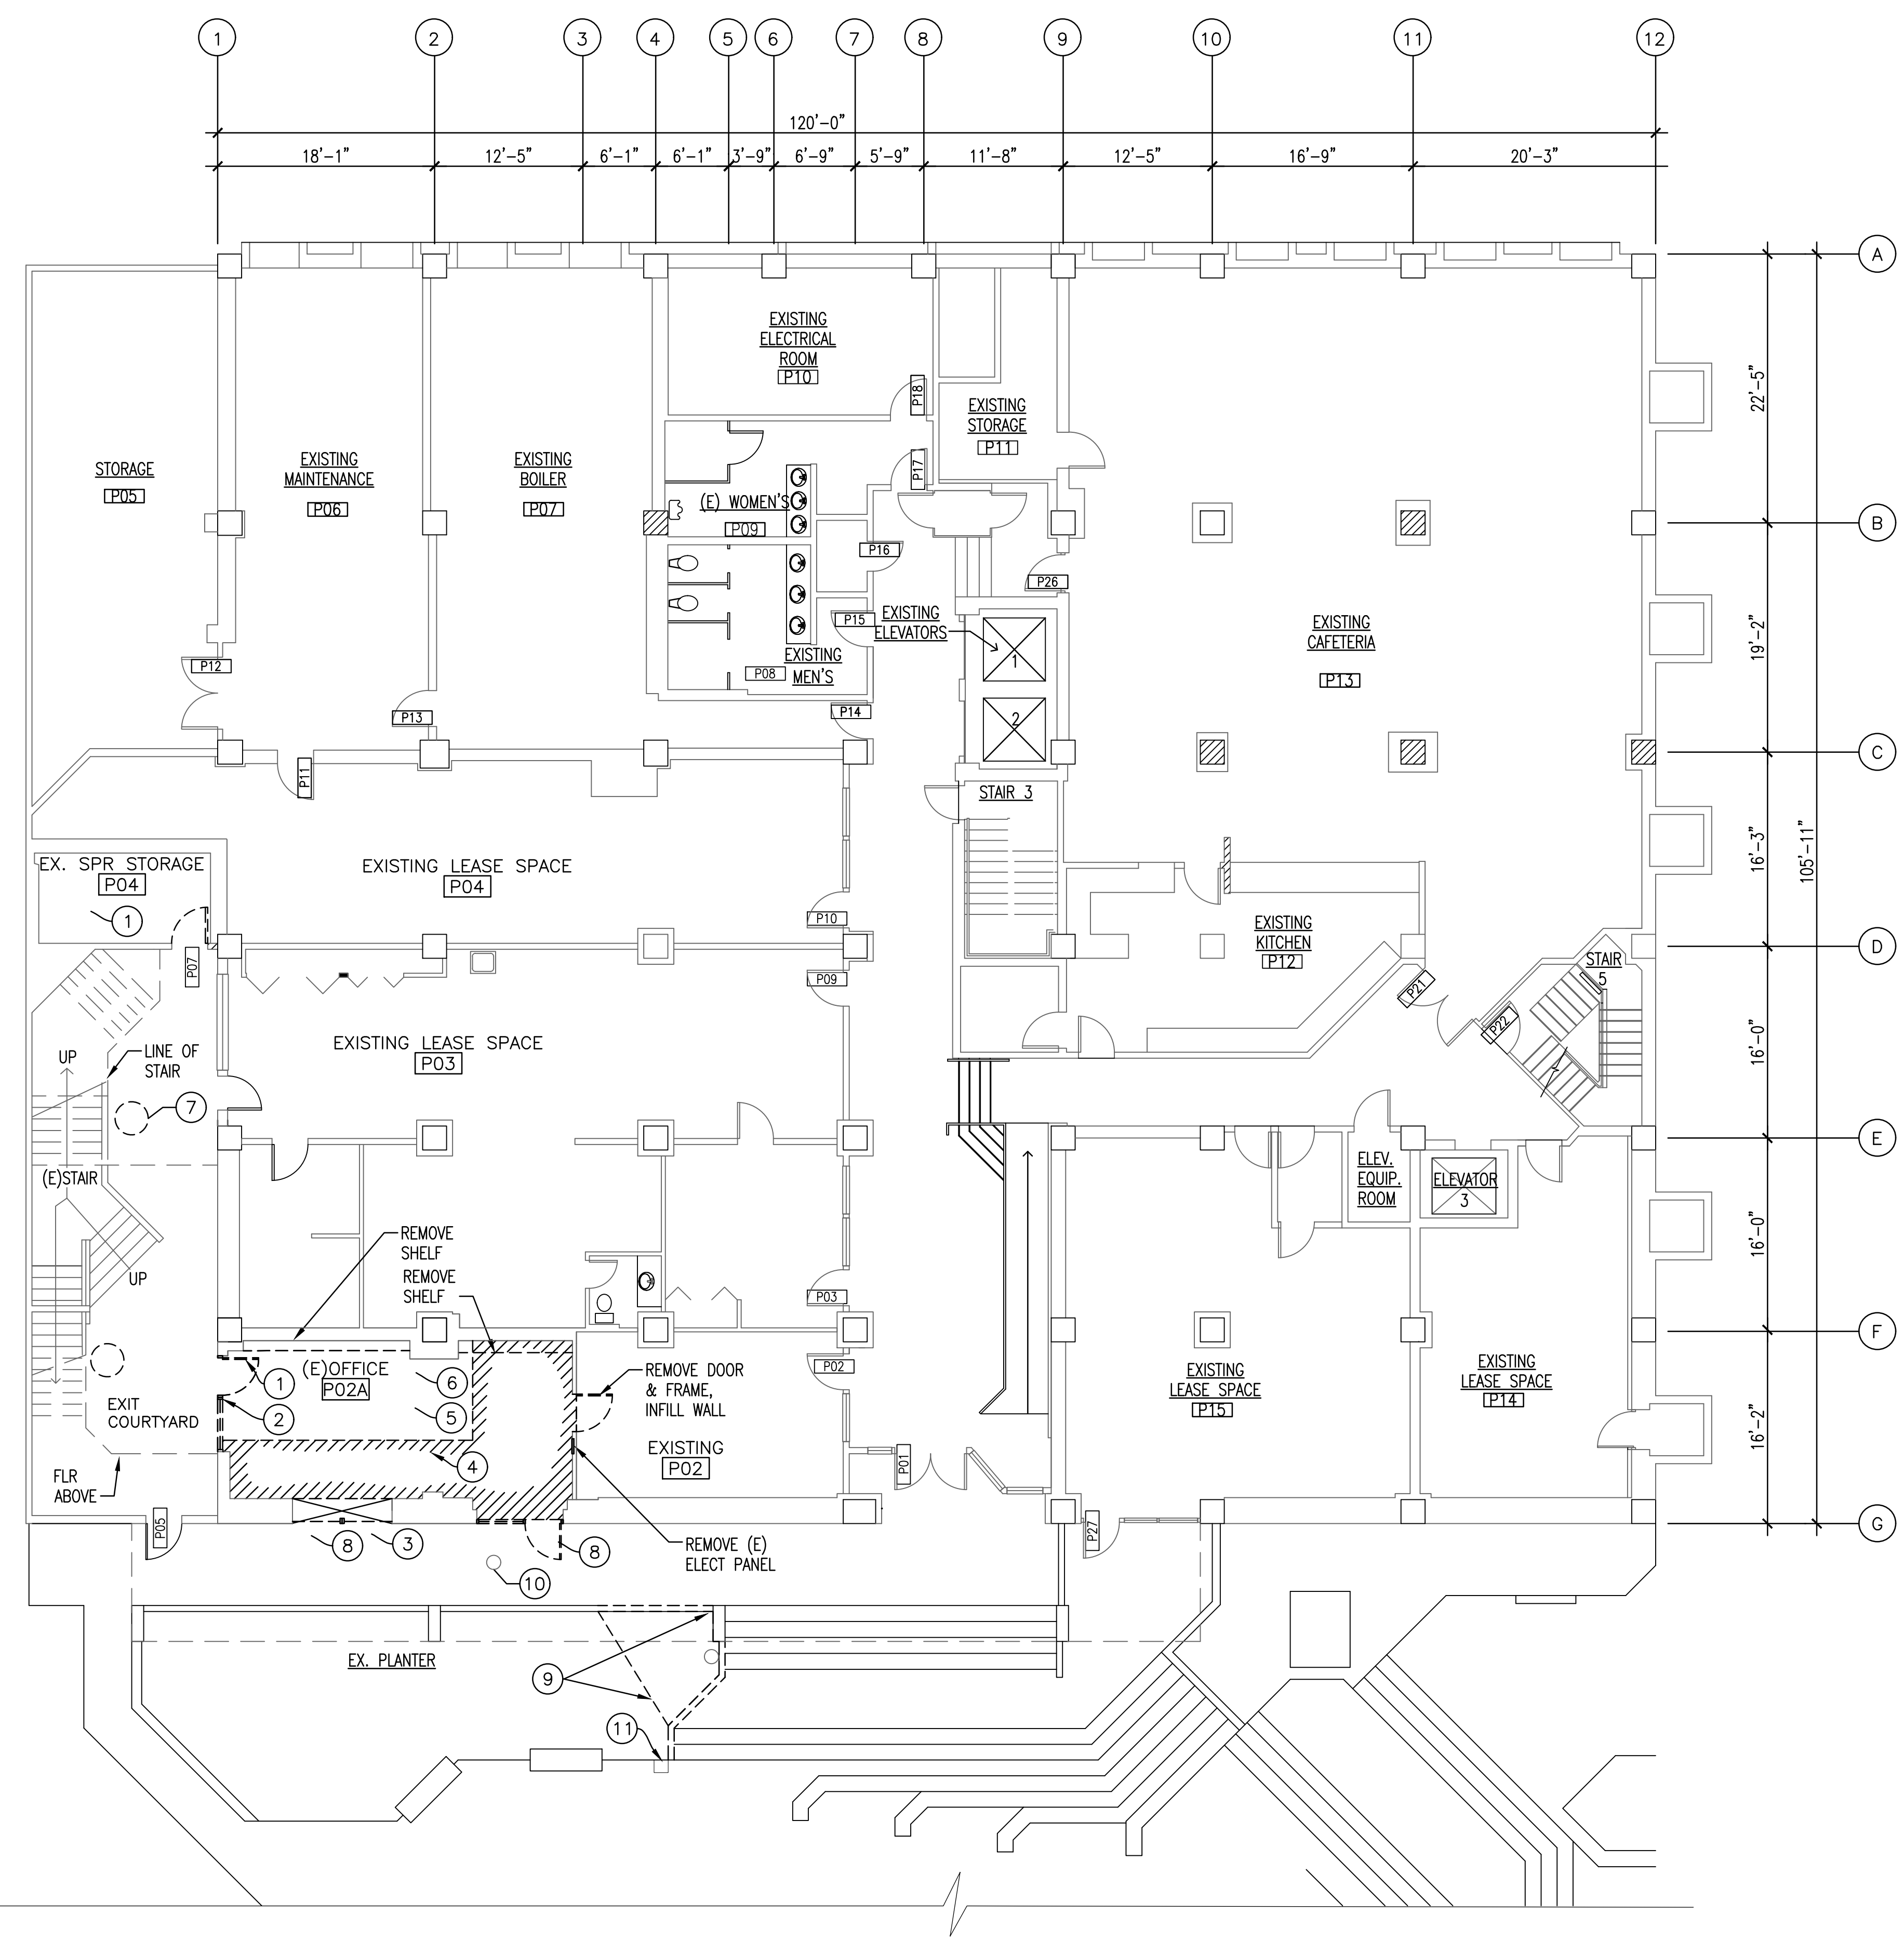 1 2 3 4 5 6 7 8 9 10 11 12
120'-0"
18'-1" 12'-5" 6'-1" 6'-1" 3'-9" 6'-9" 5'-9" 11'-8" 12'-5" 16'-9" 20'-3"
A
B
C
D
E
F
G
22'-5"
19'-2"
16'-3"
16'-0"
16'-0"
16'-2"
105'-11"
STORAGE
P05
EXISTING
MAINTENANCE
P06
EXISTING
BOILER
P07
EXISTING
ELECTRICAL
ROOM
P10
P18
EXISTING
STORAGE
P11
P17
(E) WOMEN'S
P09
P16
P26
P15
EXISTING
ELEVATORS
1
2
EXISTING
MEN'S
P08
P14
P12
P13
P11
EXISTING
CAFETERIA
P13
STAIR 3
EX. SPR STORAGE
P04
1
P07
EXISTING LEASE SPACE
P04
P10
P09
EXISTING
KITCHEN
P12
P21
P22
STAIR
5
EXISTING LEASE SPACE
P03
UP
LINE OF
STAIR
7
(E)STAIR
UP
REMOVE
SHELF
REMOVE
SHELF
P03
ELEV.
EQUIP.
ROOM
ELEVATOR
3
(E)OFFICE
P02A
1
2
6
5
4
EXIT
COURTYARD
FLR
ABOVE
P05
REMOVE DOOR
& FRAME,
INFILL WALL
P02
EXISTING
P02
P01
EXISTING
LEASE SPACE
P15
EXISTING
LEASE SPACE
P14
P27
8
3
8
REMOVE (E)
ELECT PANEL
10
EX. PLANTER
9
11